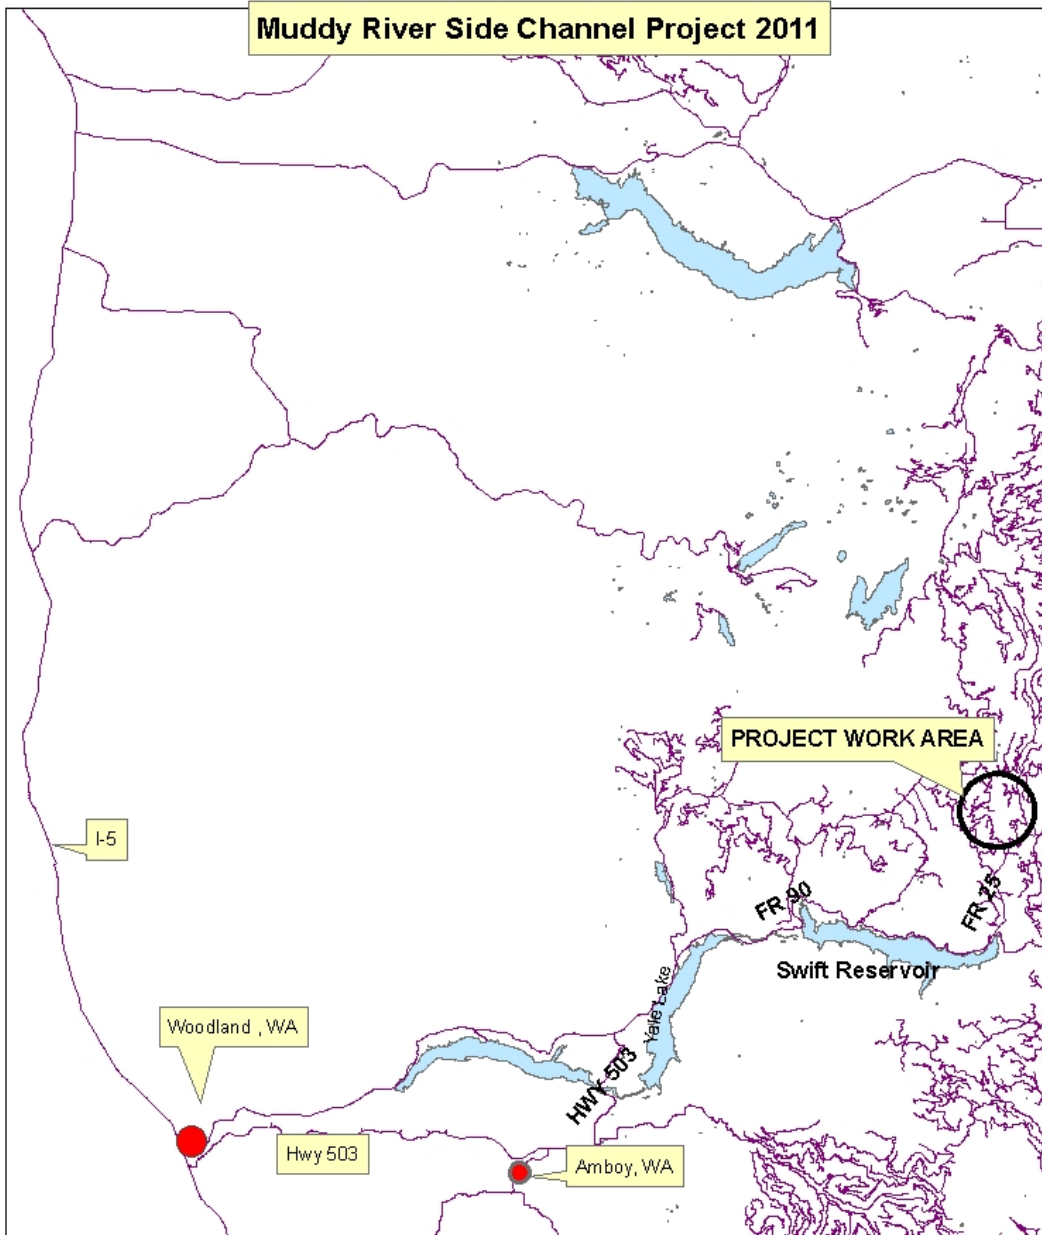 Muddy River Side Channel Project 2011
PROJECT WORK AREA
I-5
FR 90
FR 25
Swift Reservoir
Yale Lake
Woodland , WA
HWY 503
Hwy 503
Amboy, WA